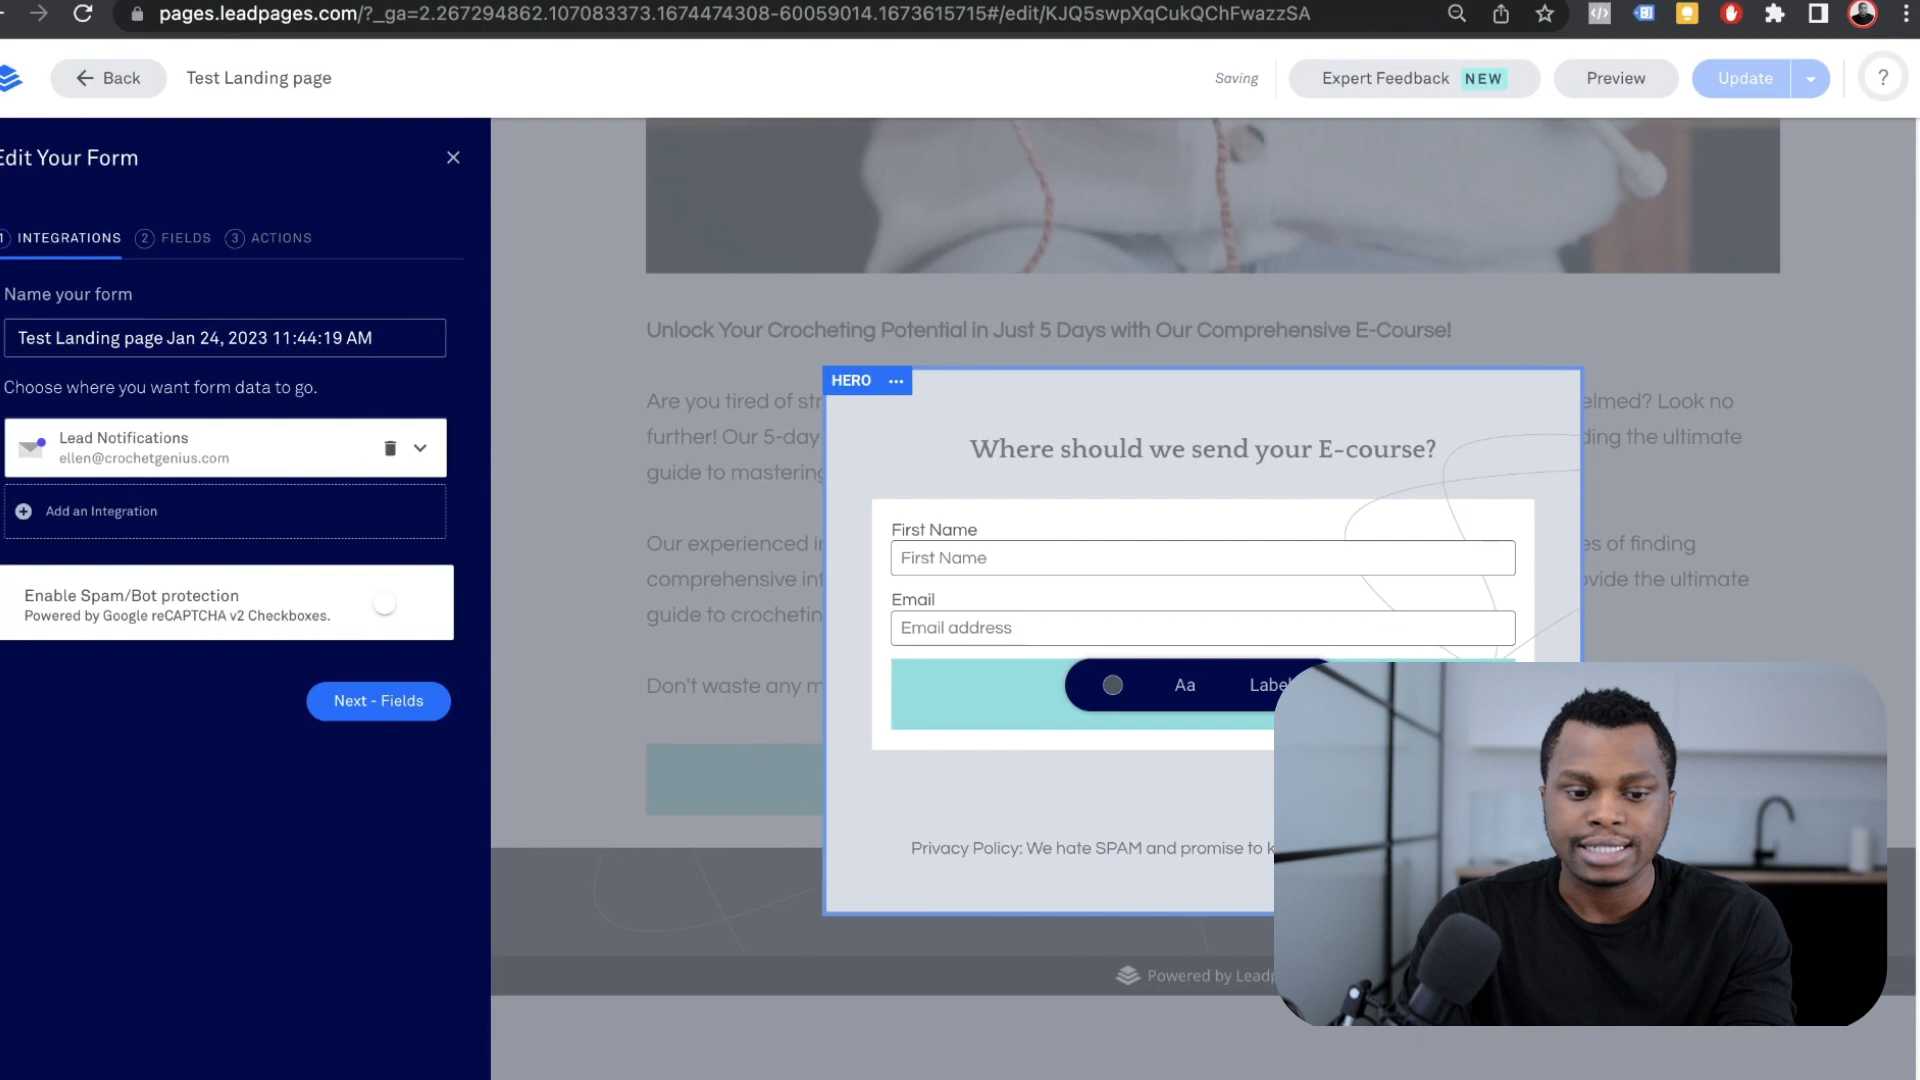 pages.leadpages.com/?_ga=2.267294862.107083373.1674474308-60059014.1673615715#/edit/KJQ5swpXqCukQChFwazzSA
Back
Test Landing page
Saving
Expert Feedback NEW
Preview
Update
?
Edit Your Form
1 INTEGRATIONS 2 FIELDS 3 ACTIONS
Name your form
Test Landing page Jan 24, 2023 11:44:19 AM
Choose where you want form data to go.
Lead Notifications
ellen@crochetgenius.com
Add an Integration
Enable Spam/Bot protection
Powered by Google reCAPTCHA v2 Checkboxes.
Next - Fields
Unlock Your Crocheting Potential in Just 5 Days with Our Comprehensive E-Course!
Are you tired of str
elmed? Look no
further! Our 5-day
ding the ultimate
guide to mastering
Our experienced in
es of finding
comprehensive int
ovide the ultimate
guide to crocheting
Don't waste any m
HERO ...
Where should we send your E-course?
First Name
First Name
Email
Email address
Aa
Label
Privacy Policy: We hate SPAM and promise to k
Powered by Leadp